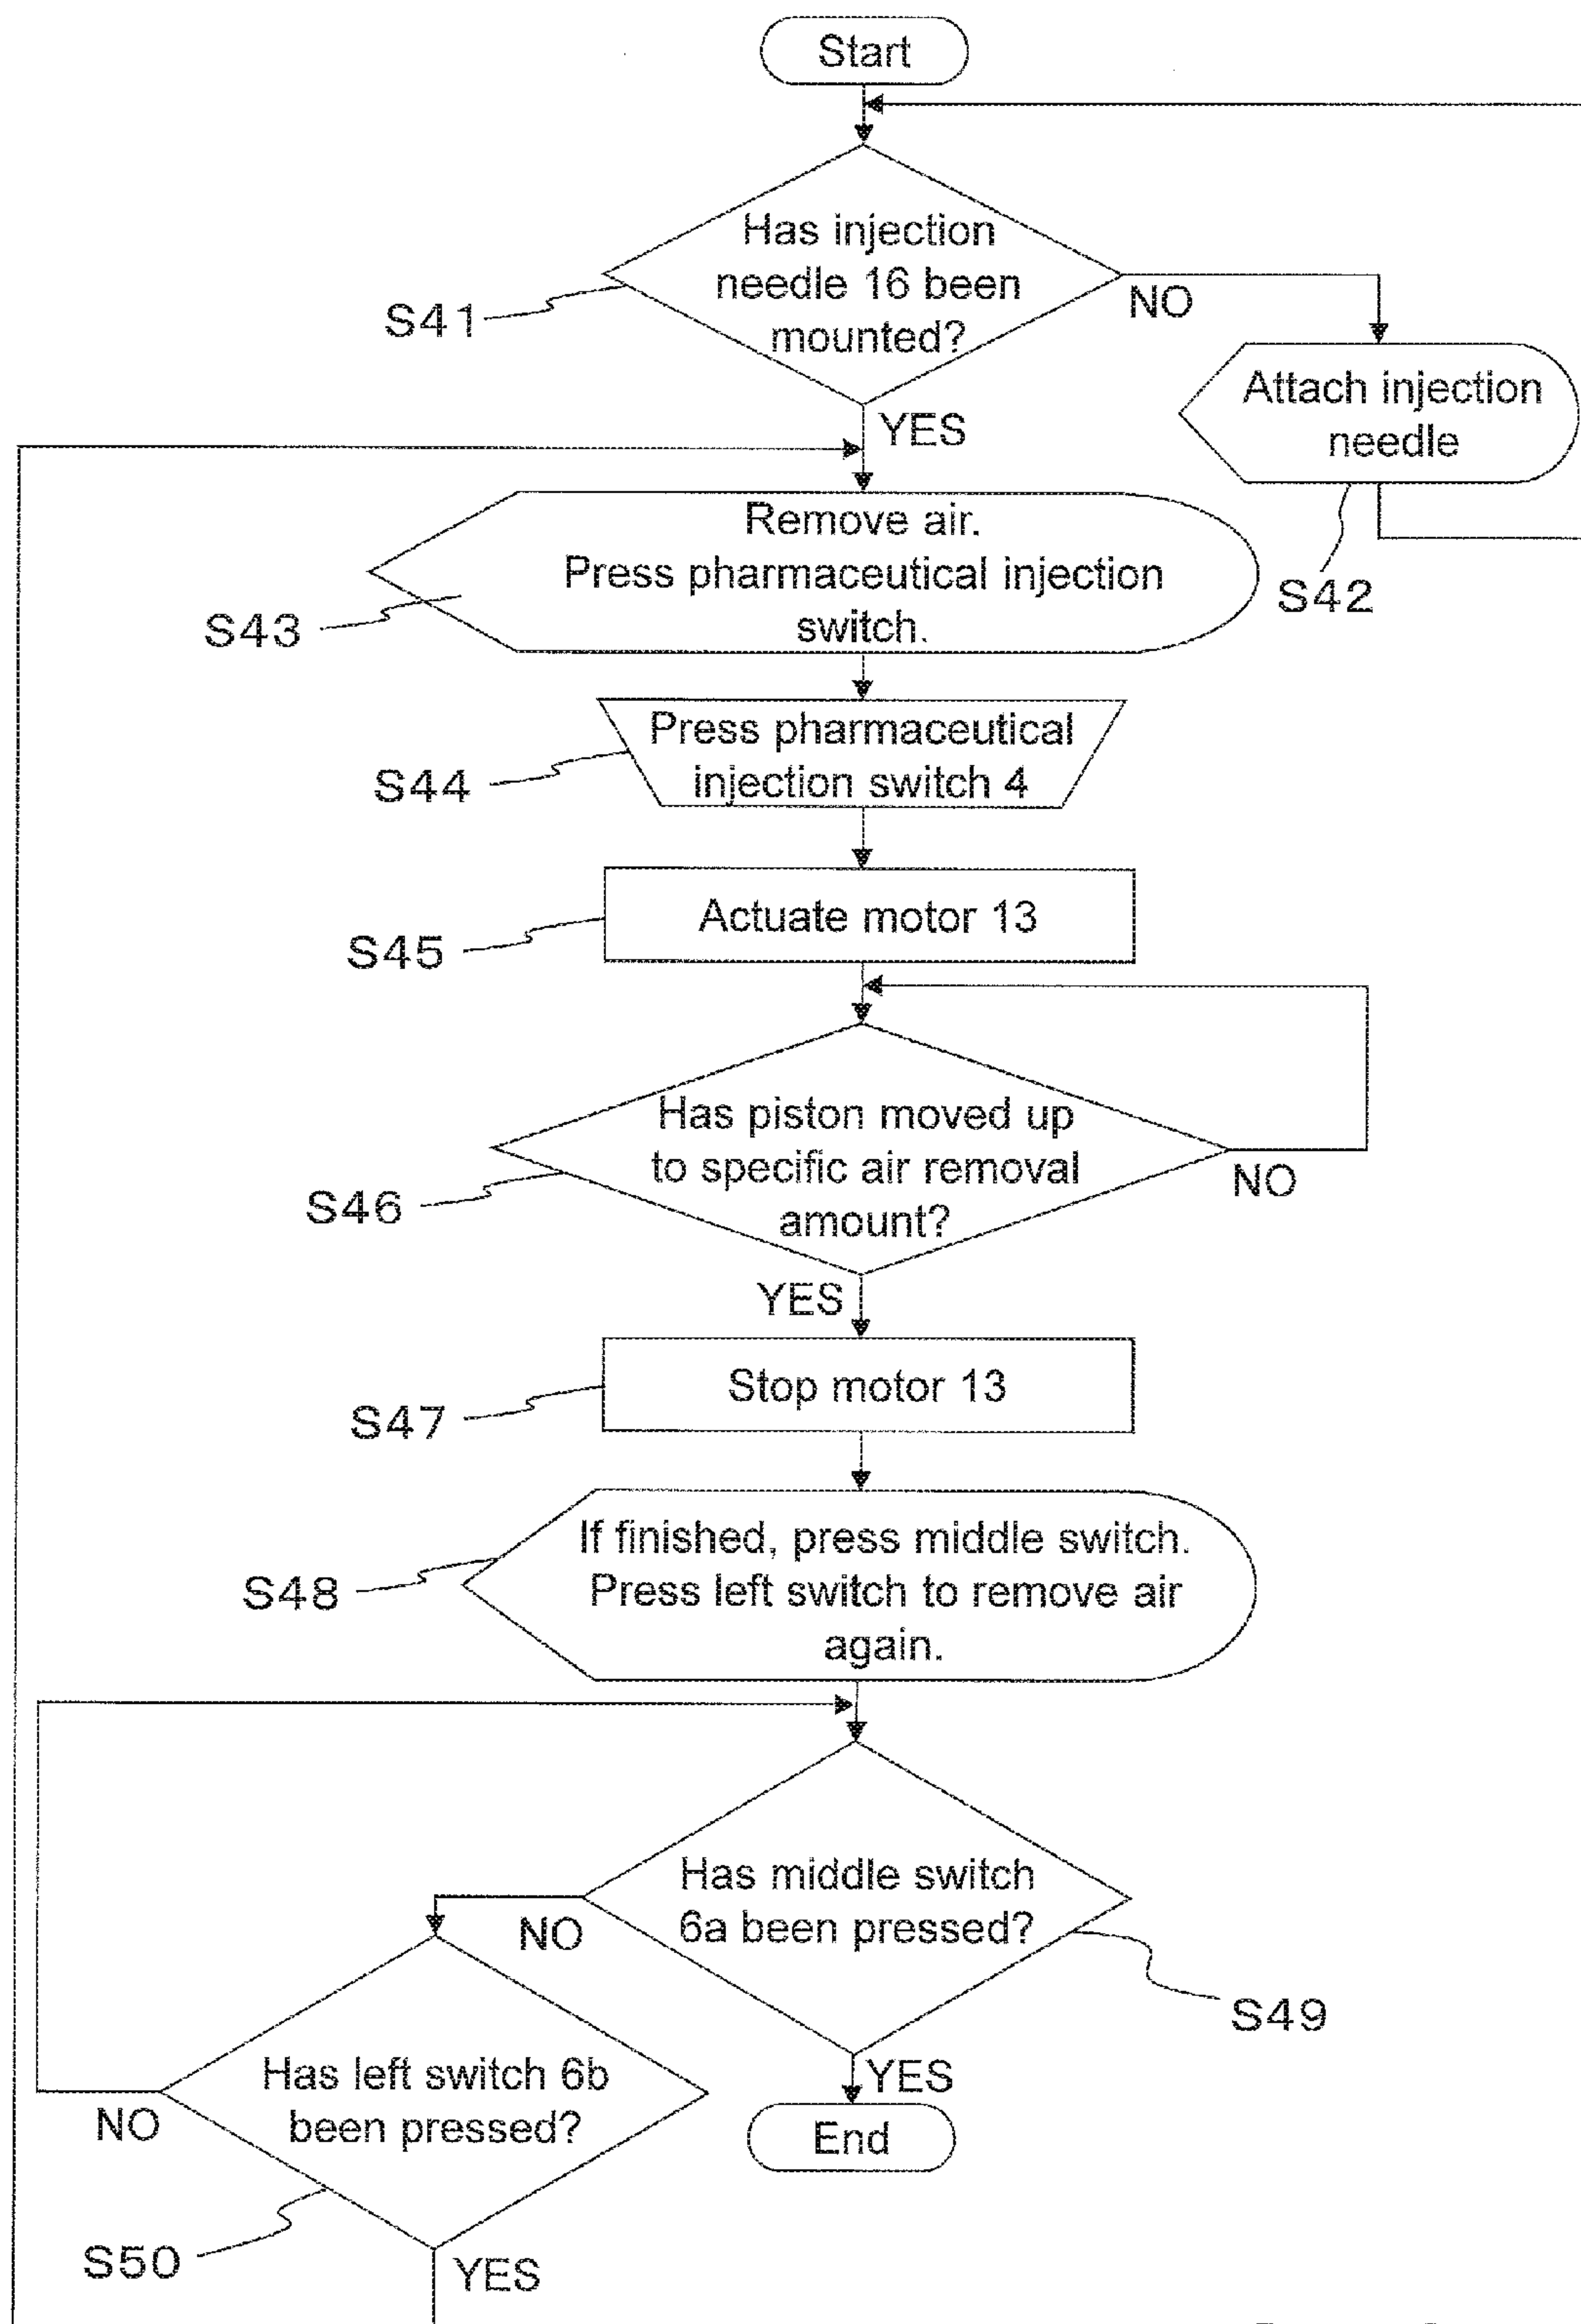 Start
Has injection
needle 16 been
mounted?
S41
NO
YES
Attach injection
needle
S42
Remove air.
Press pharmaceutical injection
switch.
S43
Press pharmaceutical
injection switch 4
S44
Actuate motor 13
S45
Has piston moved up
to specific air removal
amount?
S46
NO
YES
Stop motor 13
S47
If finished, press middle switch.
Press left switch to remove air
again.
S48
Has middle switch
6a been pressed?
NO
S49
YES
End
Has left switch 6b
been pressed?
NO
S50
YES